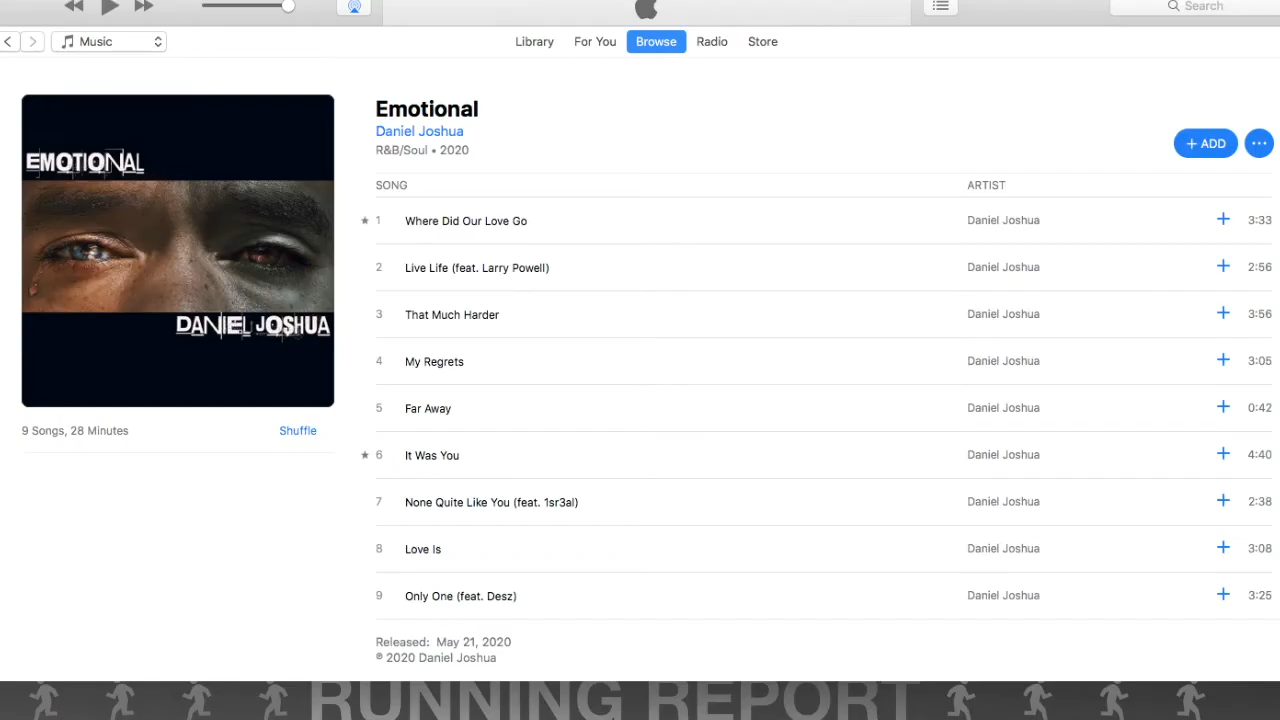 Search
Music
Library
For You
Browse
Radio
Store
EMOTIONAL
DANIEL JOSHUA
9 Songs, 28 Minutes
Shuffle
Emotional
Daniel Joshua
R&B/Soul • 2020
+ ADD
SONG ARTIST
★ 1 Where Did Our Love Go Daniel Joshua + 3:33
2 Live Life (feat. Larry Powell) Daniel Joshua + 2:56
3 That Much Harder Daniel Joshua + 3:56
4 My Regrets Daniel Joshua + 3:05
5 Far Away Daniel Joshua + 0:42
★ 6 It Was You Daniel Joshua + 4:40
7 None Quite Like You (feat. 1sr3al) Daniel Joshua + 2:38
8 Love Is Daniel Joshua + 3:08
9 Only One (feat. Desz) Daniel Joshua + 3:25
Released: May 21, 2020
℗ 2020 Daniel Joshua
RUNNING REPORT